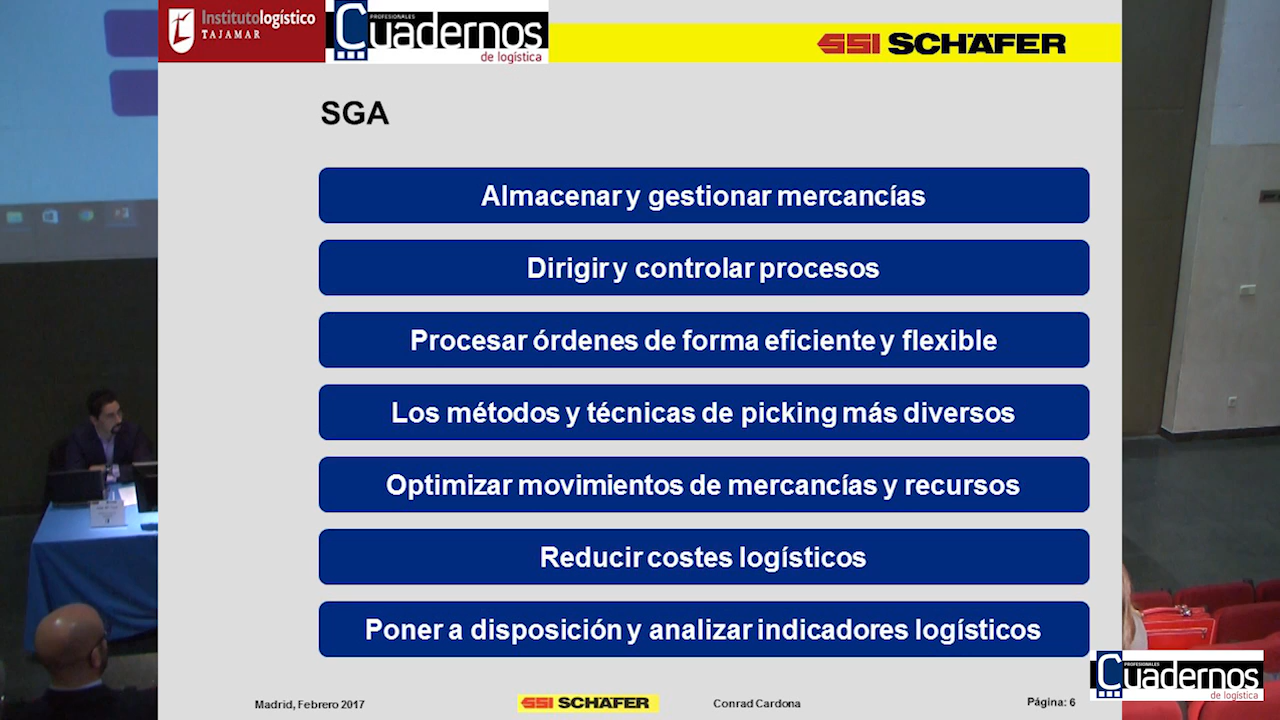 Institutologístico
TAJAMAR
PROFESIONALES
Cuadernos
de logística
SSI SCHÄFER
SGA
Almacenar y gestionar mercancías
Dirigir y controlar procesos
Procesar órdenes de forma eficiente y flexible
Los métodos y técnicas de picking más diversos
Optimizar movimientos de mercancías y recursos
Reducir costes logísticos
Poner a disposición y analizar indicadores logísticos
Madrid, Febrero 2017
SSI SCHÄFER
Conrad Cardona
Página: 6
PROFESIONALES
Cuadernos
de logística